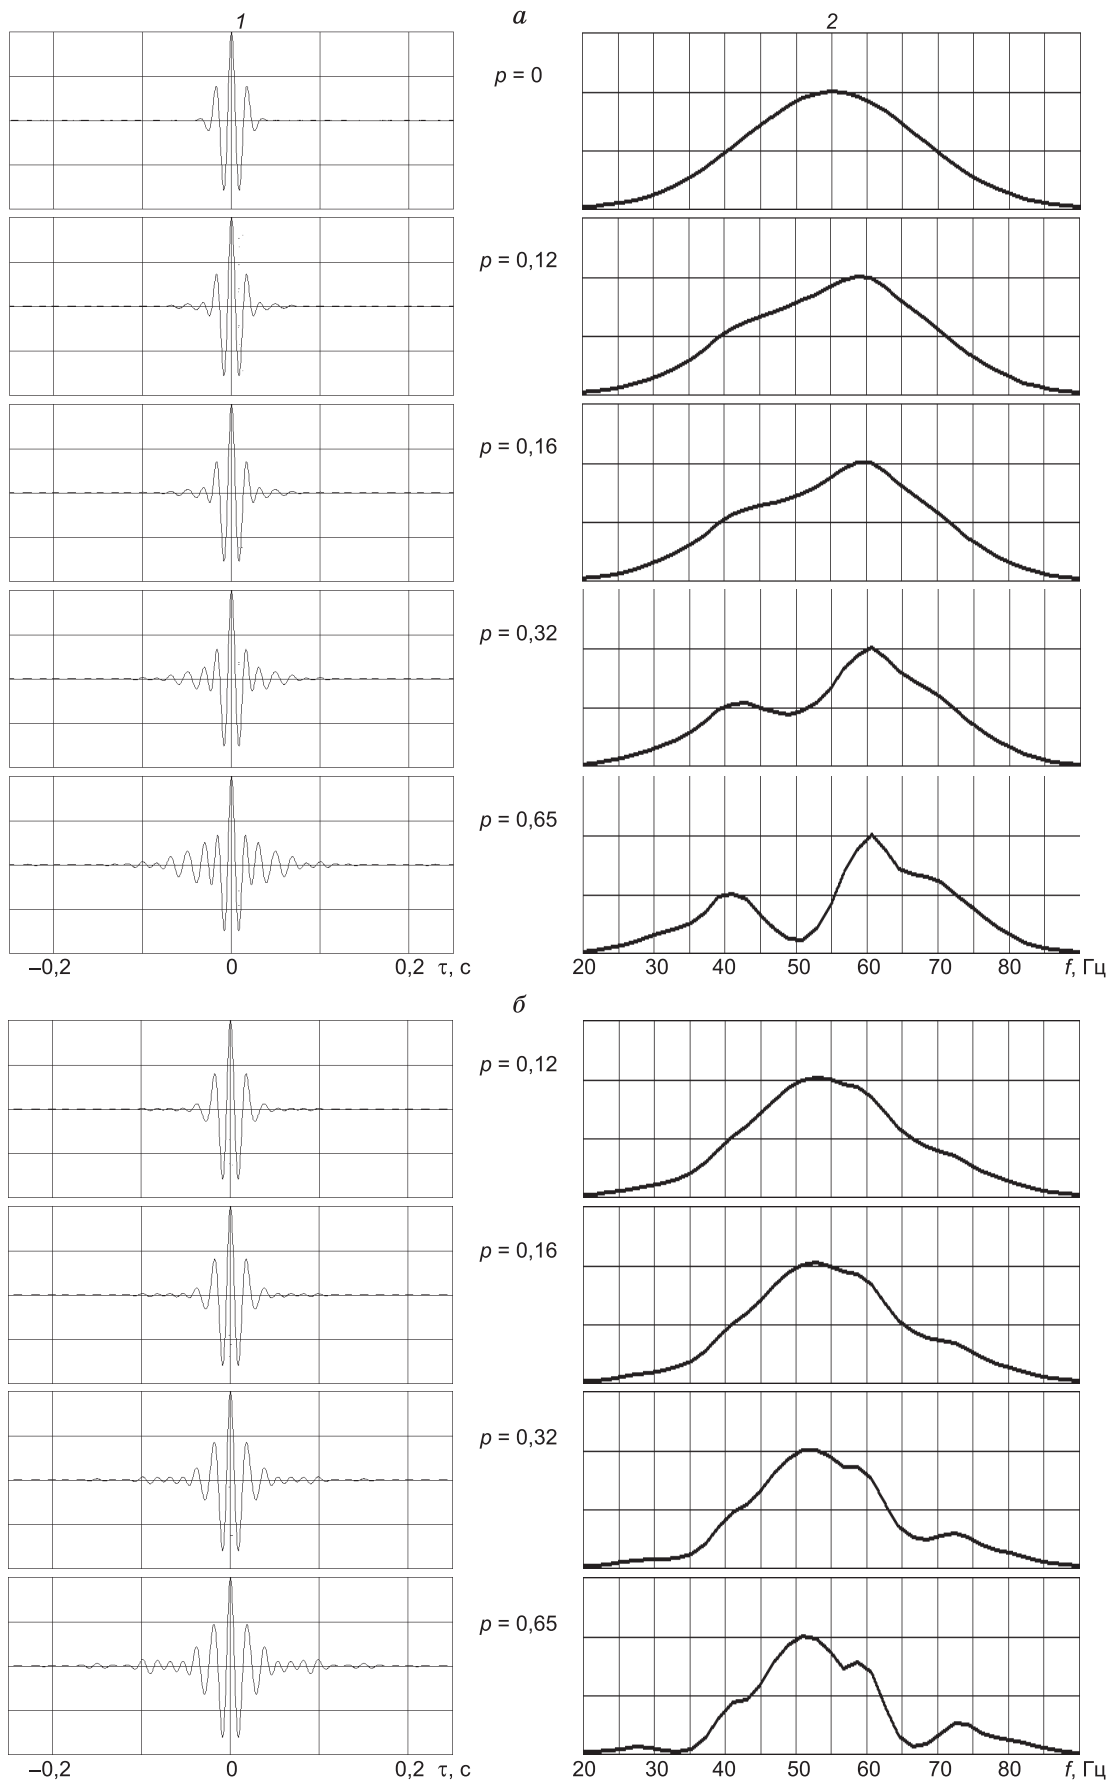 а
1 2
p = 0
p = 0,12
p = 0,16
p = 0,32
p = 0,65
–0,2 0 0,2 τ, с 20 30 40 50 60 70 80 f, Гц
б
p = 0,12
p = 0,16
p = 0,32
p = 0,65
–0,2 0 0,2 τ, с 20 30 40 50 60 70 80 f, Гц